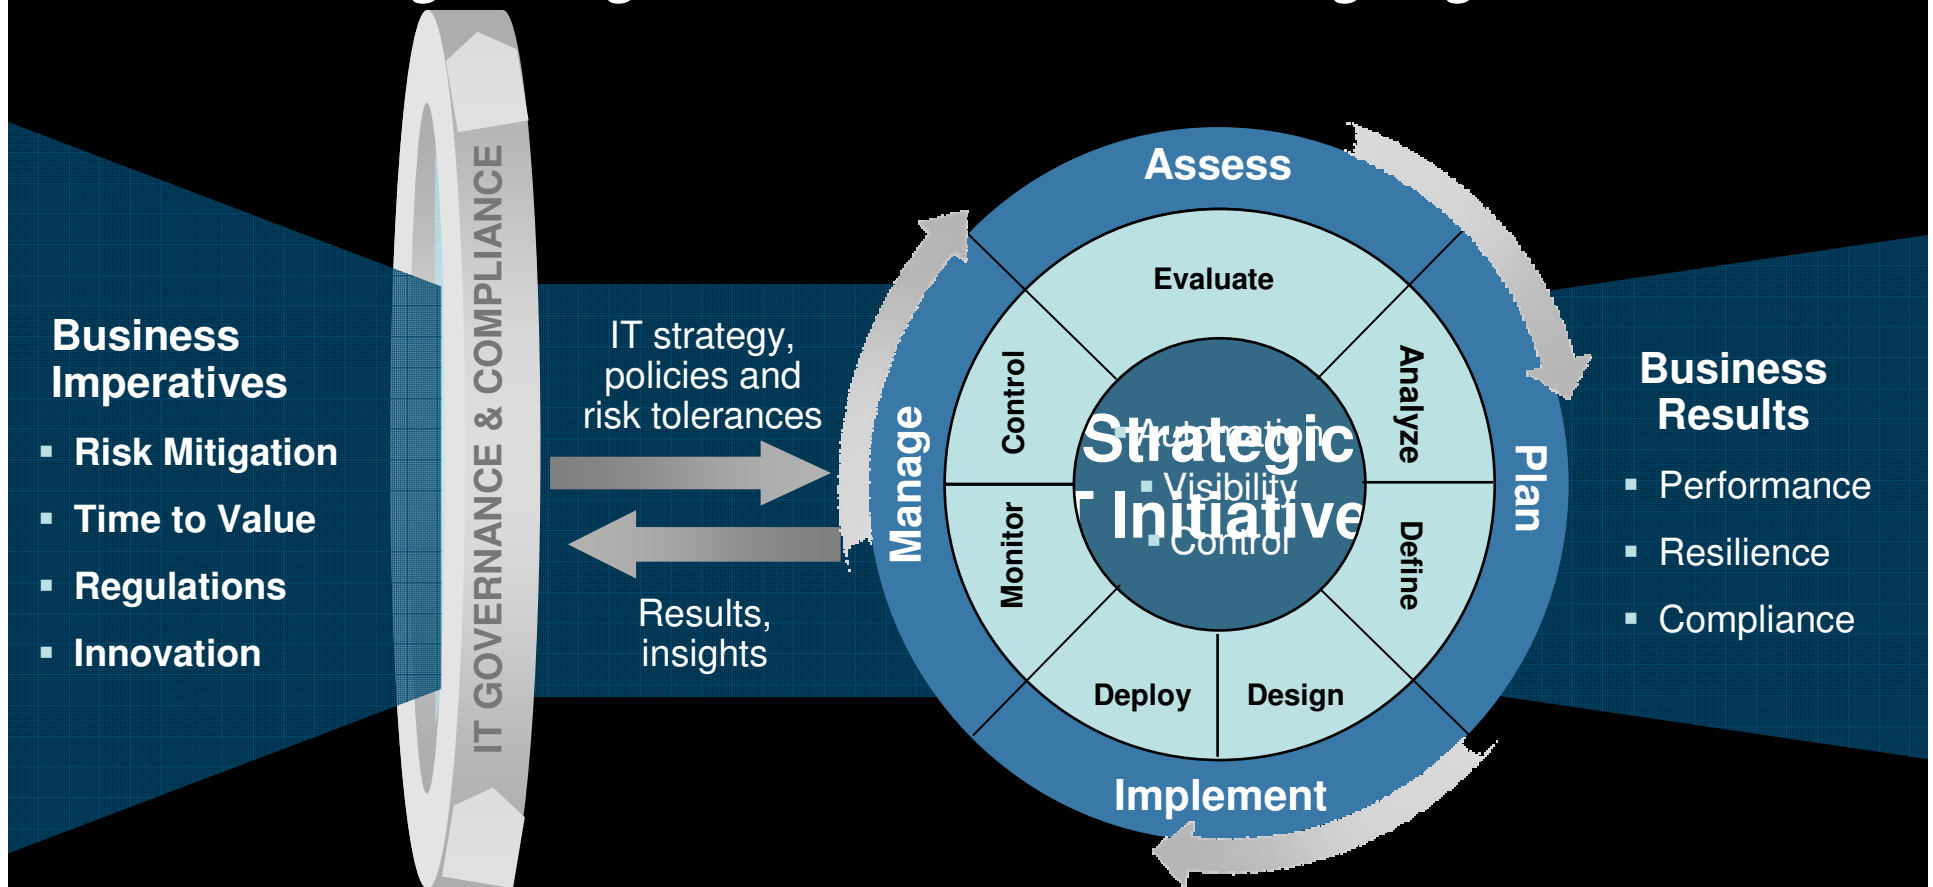 Business
Imperatives
▪ Risk Mitigation
▪ Time to Value
▪ Regulations
▪ Innovation
IT GOVERNANCE & COMPLIANCE
IT strategy,
policies and
risk tolerances
Results,
insights
Assess
Plan
Implement
Manage
Evaluate
Analyze
Define
Design
Deploy
Monitor
Control
Strategic
Initiative
▪ Automation
▪ Visibility
▪ Control
Business
Results
▪ Performance
▪ Resilience
▪ Compliance